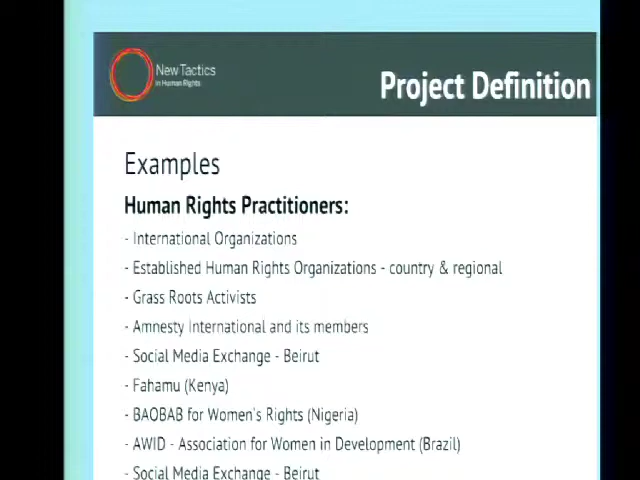 New Tactics
in Human Rights
Project Definition
Examples
Human Rights Practitioners:
- International Organizations
- Established Human Rights Organizations - country & regional
- Grass Roots Activists
- Amnesty International and its members
- Social Media Exchange - Beirut
- Fahamu (Kenya)
- BAOBAB for Women's Rights (Nigeria)
- AWID - Association for Women in Development (Brazil)
- Social Media Exchange - Beirut